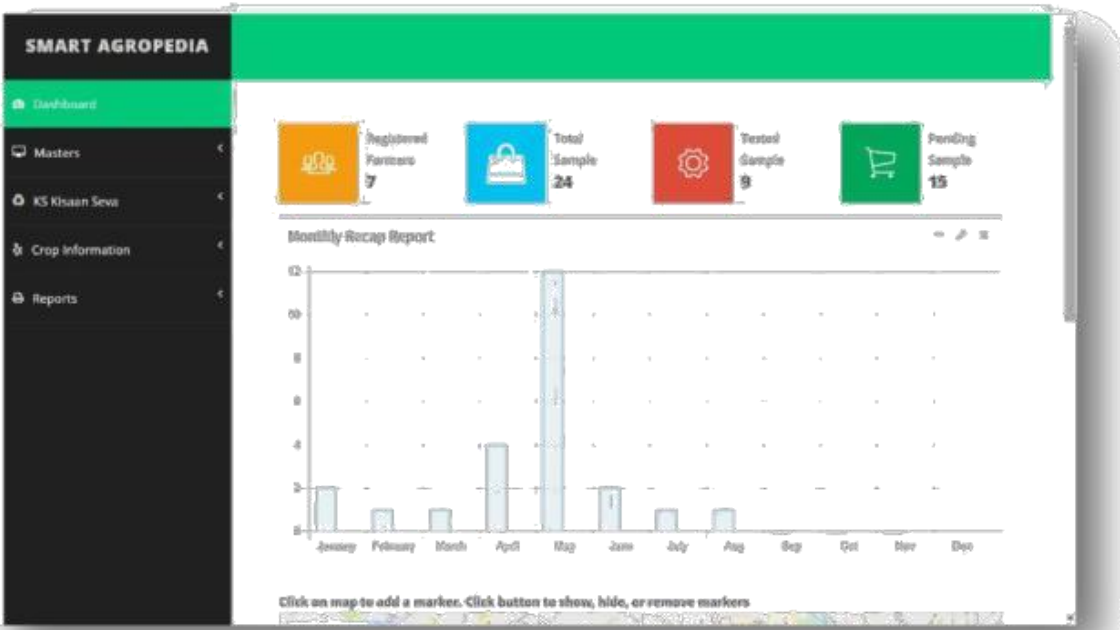 SMART AGROPEDIA
Dashboard
Masters
KS Kisaan Seva
Crop Information
Reports
Registered
Farmers
7
Total
Sample
24
Tested
Sample
9
Pending
Sample
15
Monthly Recap Report
12
10
8
6
4
2
0
January February March April May June July Aug Sep Oct Nov Dec
Click on map to add a marker. Click button to show, hide, or remove markers